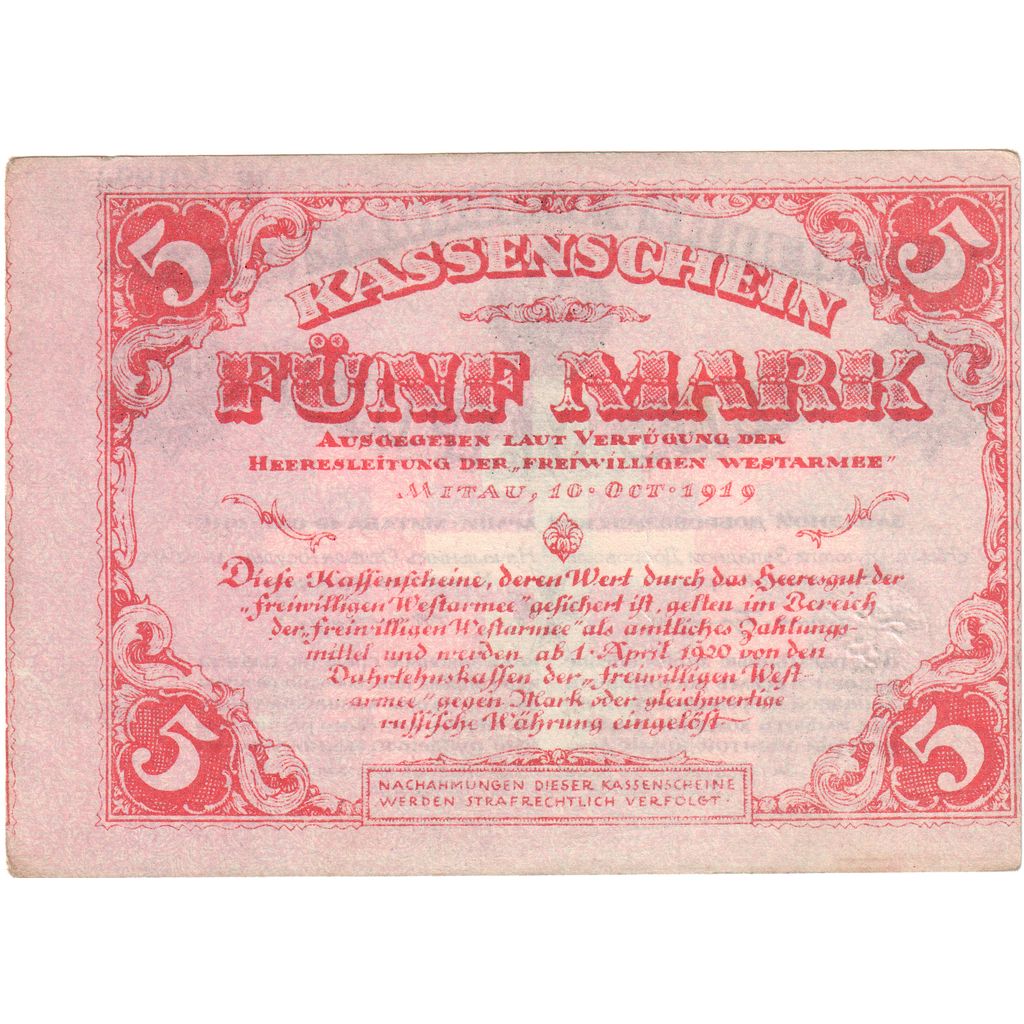 5 5
KASSENSCHEIN
FÜNF MARK
AUSGEGEBEN LAUT VERFÜGUNG DER
HEERESLEITUNG DER „FREIWILLIGEN WESTARMEE"
MITAU, 10·OCT·1919
Diese Kassenscheine, deren Wert durch das Heeresgut der
„freiwilligen Westarmee" gesichert ist, gelten im Bereich
der „freiwilligen Westarmee" als amtliches Zahlungs-
mittel und werden ab 1·April 1920 von den
Dahrlehnskassen der „freiwilligen West-
armee" gegen Mark oder gleichwertige
russische Währung eingelöst
5 5
NACHAHMUNGEN DIESER KASSENSCHEINE
WERDEN STRAFRECHTLICH VERFOLGT·